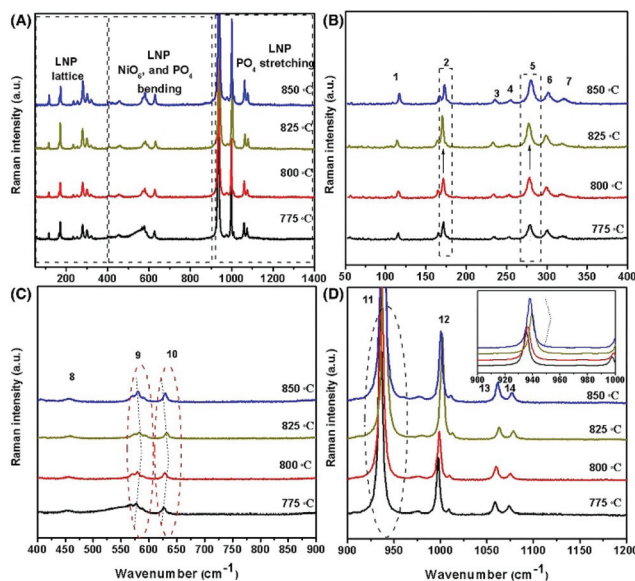 (A)
LNP
lattice
LNP
NiO6, and PO4
bending
LNP
PO4 stretching
850 °C
825 °C
800 °C
775 °C
Raman intensity (a.u.)
200 400 600 800 1000 1200 1400
(B)
1 2 3 4 5 6 7
850 °C
825 °C
800 °C
775 °C
Raman intensity (a.u.)
50 100 150 200 250 300 350 400
(C)
8 9 10
850 °C
825 °C
800 °C
775 °C
Raman intensity (a.u.)
400 450 500 550 600 650 700 750 800 850 900
Wavenumber (cm-1)
(D)
11 12 13 14
900 920 940 960 980 1000
850 °C
825 °C
800 °C
775 °C
Raman intensity (a.u.)
900 950 1000 1050 1100 1150 1200
Wavenumber (cm-1)